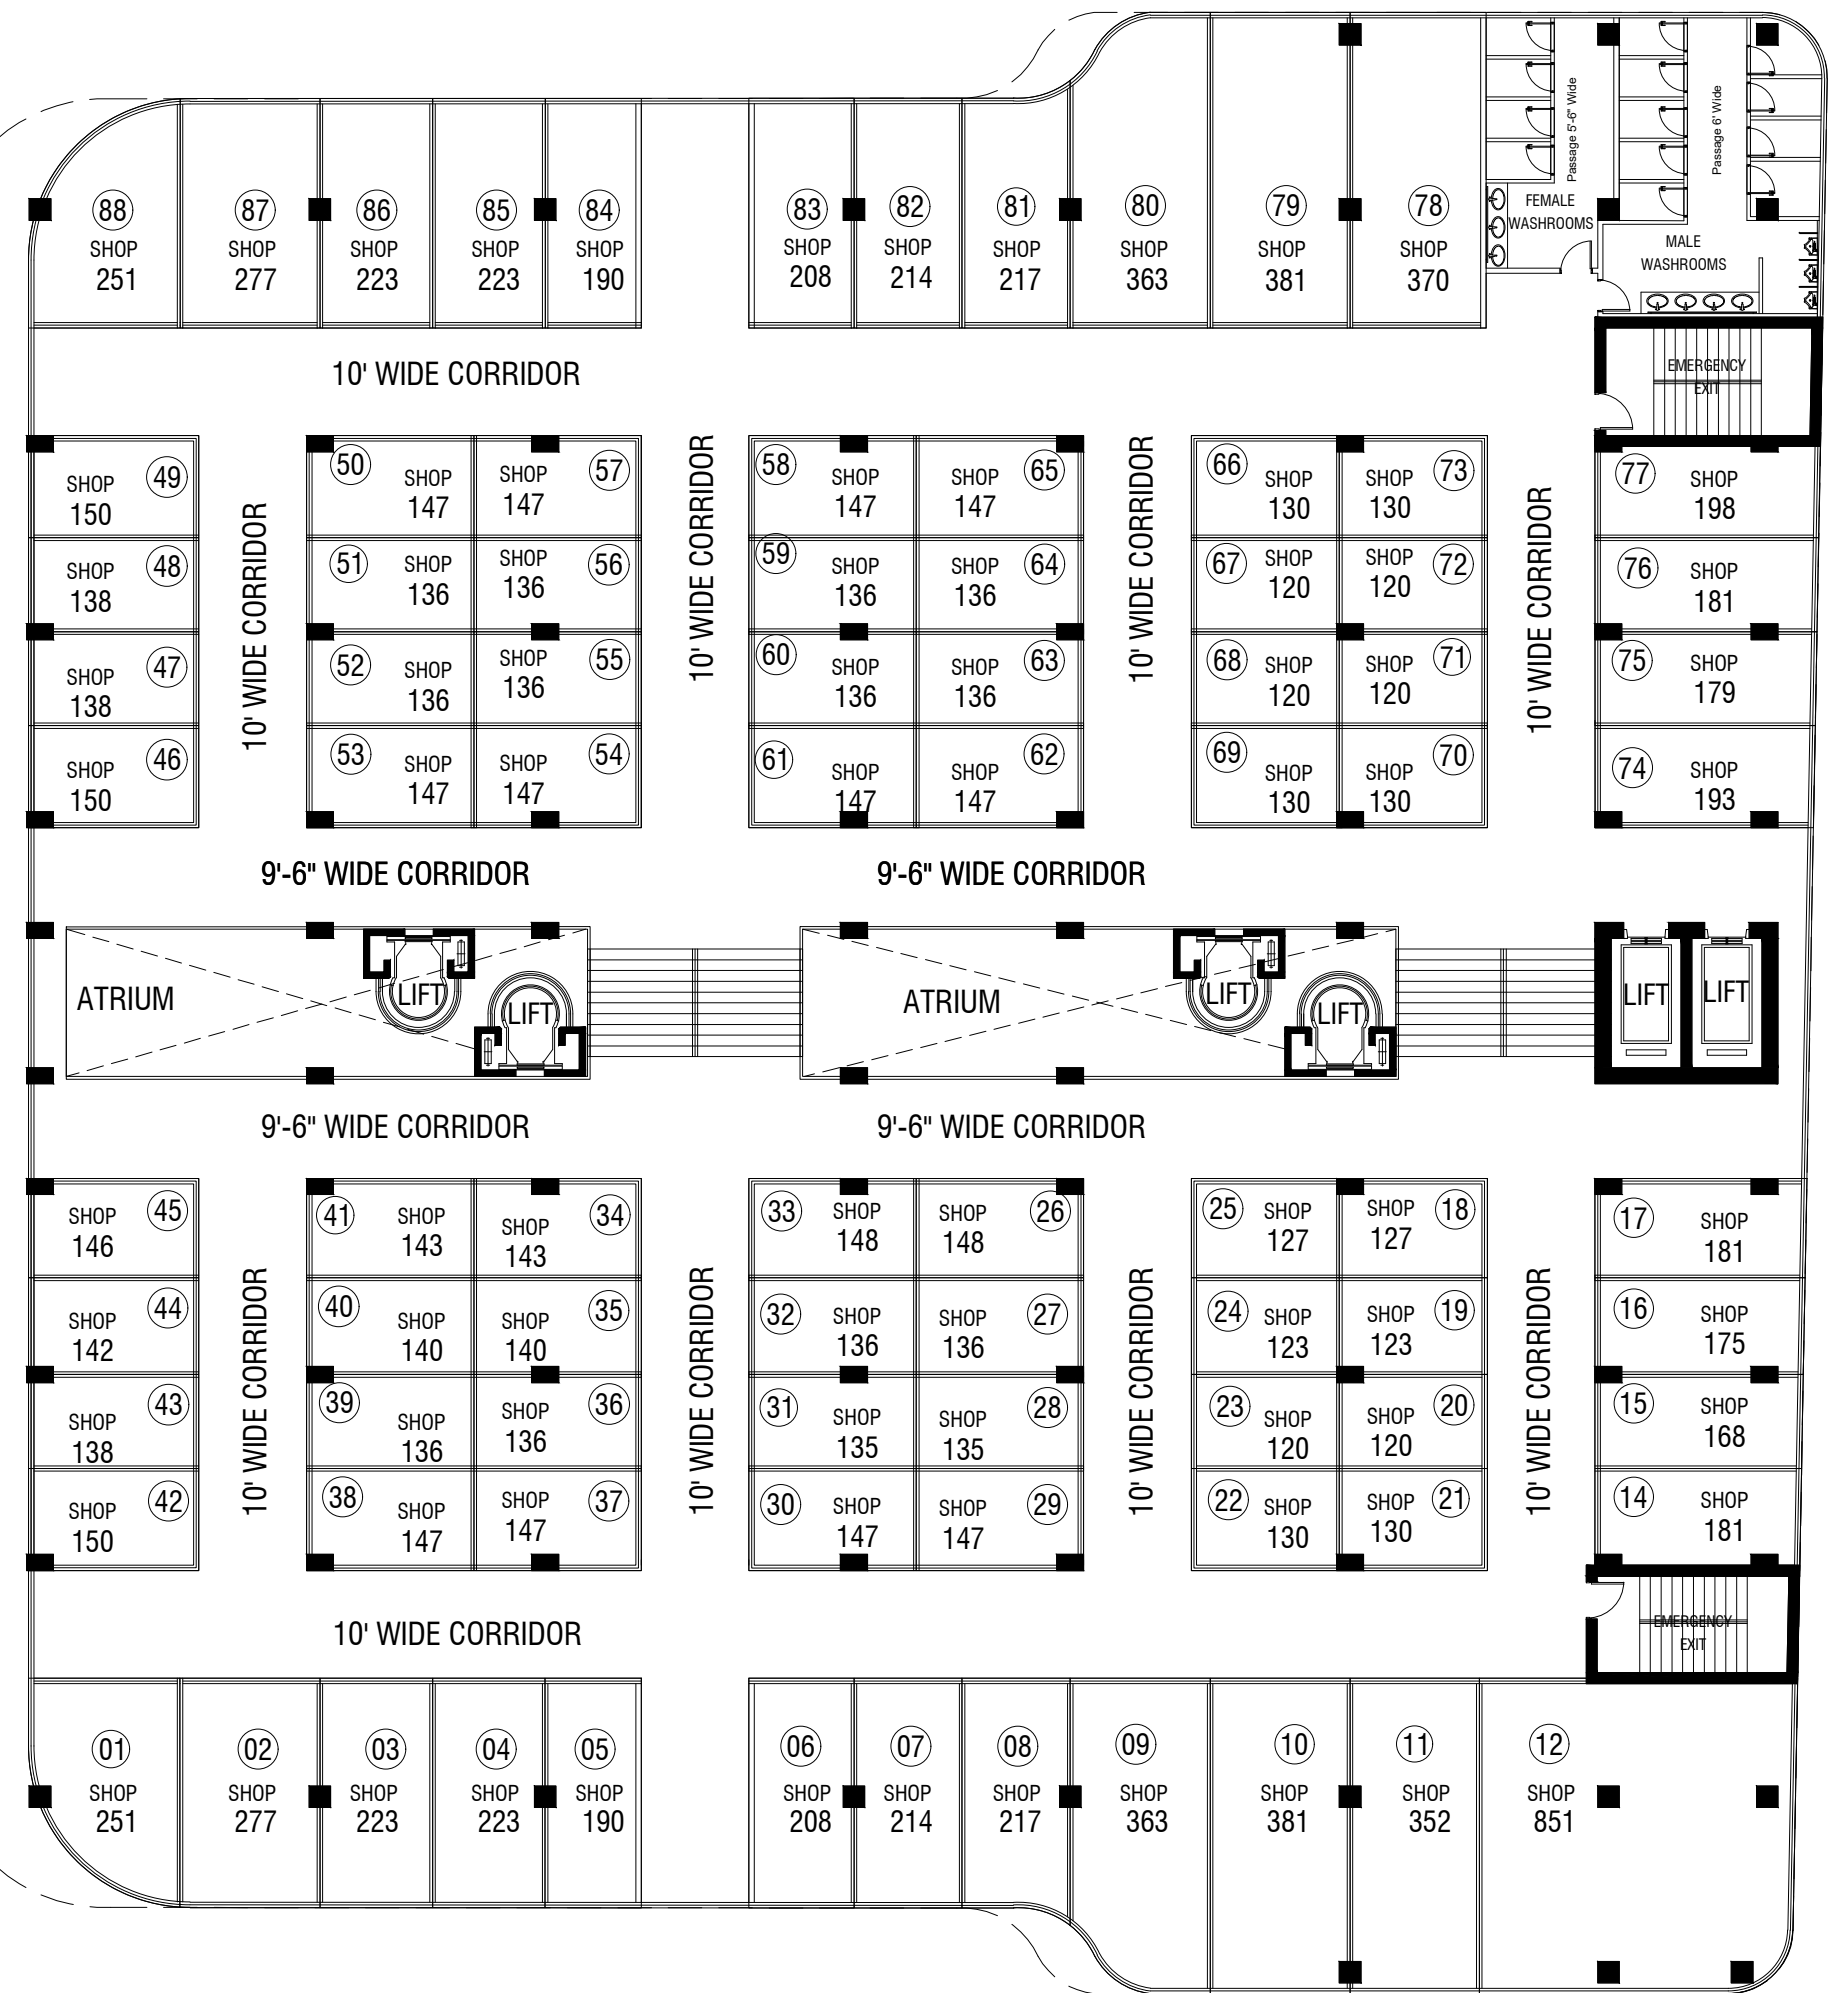 Passage 5'-6" Wide
Passage 6' Wide
88
87
86
85
84
83
82
81
80
79
78
SHOP
251
SHOP
277
SHOP
223
SHOP
223
SHOP
190
SHOP
208
SHOP
214
SHOP
217
SHOP
363
SHOP
381
SHOP
370
FEMALE
WASHROOMS
MALE
WASHROOMS
10' WIDE CORRIDOR
EMERGENCY
EXIT
49
SHOP
150
50
SHOP
147
SHOP
147
57
58
SHOP
147
SHOP
147
65
66
SHOP
130
SHOP
130
73
77
SHOP
198
SHOP
138
48
51
SHOP
136
SHOP
136
56
59
SHOP
136
SHOP
136
64
67
SHOP
120
SHOP
120
72
76
SHOP
181
SHOP
138
47
52
SHOP
136
SHOP
136
55
60
SHOP
136
SHOP
136
63
68
SHOP
120
SHOP
120
71
75
SHOP
179
SHOP
150
46
53
SHOP
147
SHOP
147
54
61
SHOP
147
SHOP
147
62
69
SHOP
130
SHOP
130
70
74
SHOP
193
10' WIDE CORRIDOR
10' WIDE CORRIDOR
10' WIDE CORRIDOR
10' WIDE CORRIDOR
9'-6" WIDE CORRIDOR
9'-6" WIDE CORRIDOR
ATRIUM
LIFT
LIFT
ATRIUM
LIFT
LIFT
LIFT
LIFT
9'-6" WIDE CORRIDOR
9'-6" WIDE CORRIDOR
SHOP
146
45
41
SHOP
143
SHOP
143
34
33
SHOP
148
SHOP
148
26
25
SHOP
127
SHOP
127
18
17
SHOP
181
SHOP
142
44
40
SHOP
140
SHOP
140
35
32
SHOP
136
SHOP
136
27
24
SHOP
123
SHOP
123
19
16
SHOP
175
SHOP
138
43
39
SHOP
136
SHOP
136
36
31
SHOP
135
SHOP
135
28
23
SHOP
120
SHOP
120
20
15
SHOP
168
SHOP
150
42
38
SHOP
147
SHOP
147
37
30
SHOP
147
SHOP
147
29
22
SHOP
130
SHOP
130
21
14
SHOP
181
10' WIDE CORRIDOR
10' WIDE CORRIDOR
10' WIDE CORRIDOR
10' WIDE CORRIDOR
10' WIDE CORRIDOR
EMERGENCY
EXIT
01
SHOP
251
02
SHOP
277
03
SHOP
223
04
SHOP
223
05
SHOP
190
06
SHOP
208
07
SHOP
214
08
SHOP
217
09
SHOP
363
10
SHOP
381
11
SHOP
352
12
SHOP
851